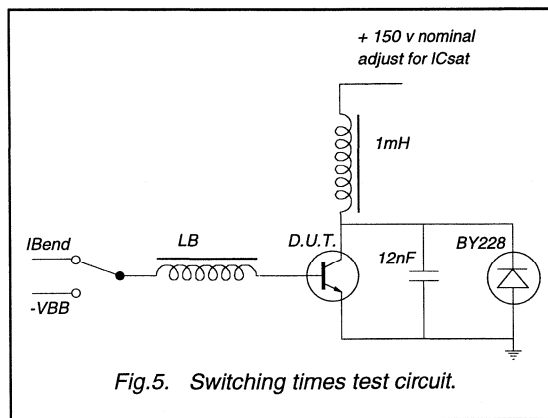 + 150 v nominal
adjust for ICsat
1mH
IBend
LB
D.U.T.
BY228
12nF
-VBB
Fig.5. Switching times test circuit.